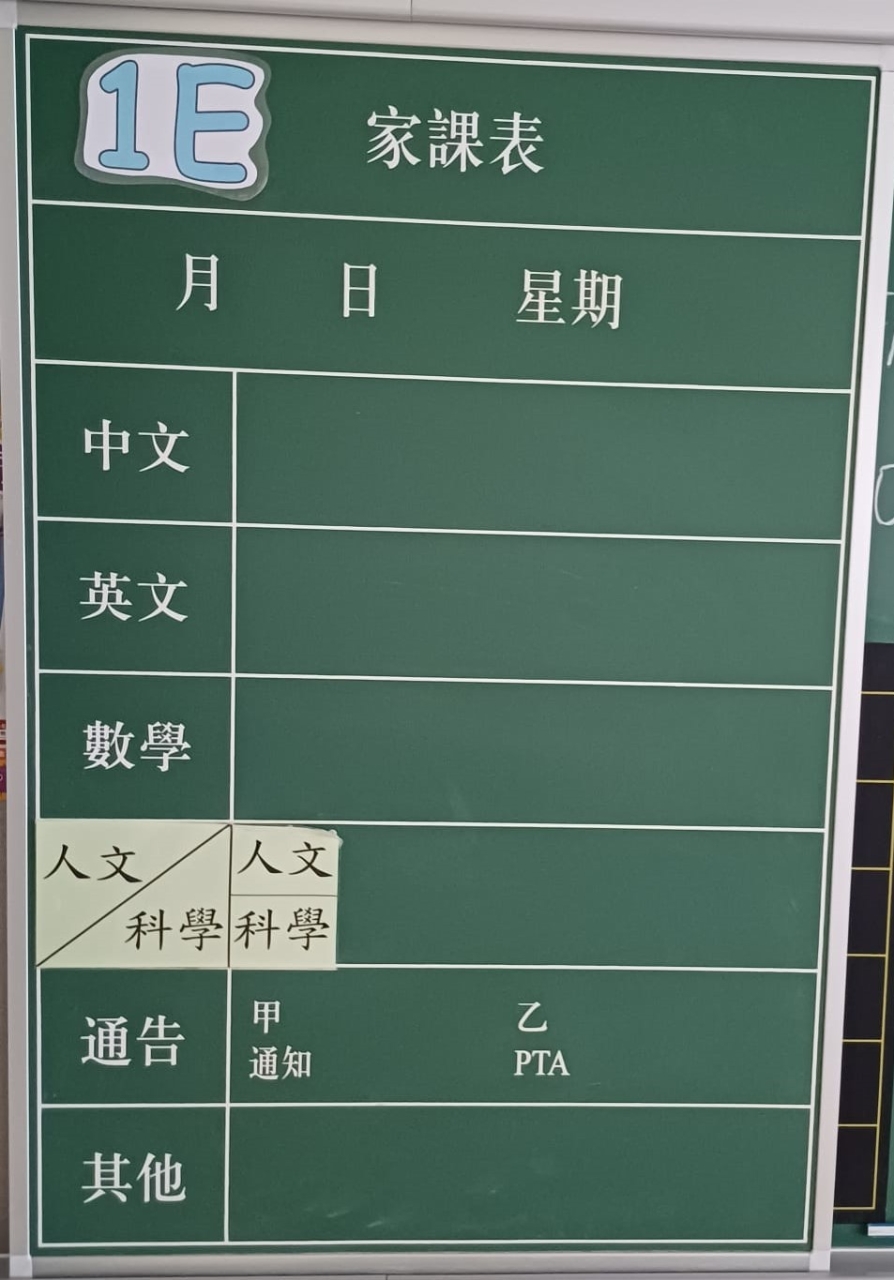 1E 家課表
月 日 星期
中文
英文
數學
人文 人文
科學 科學
通告 甲 乙
通知 PTA
其他